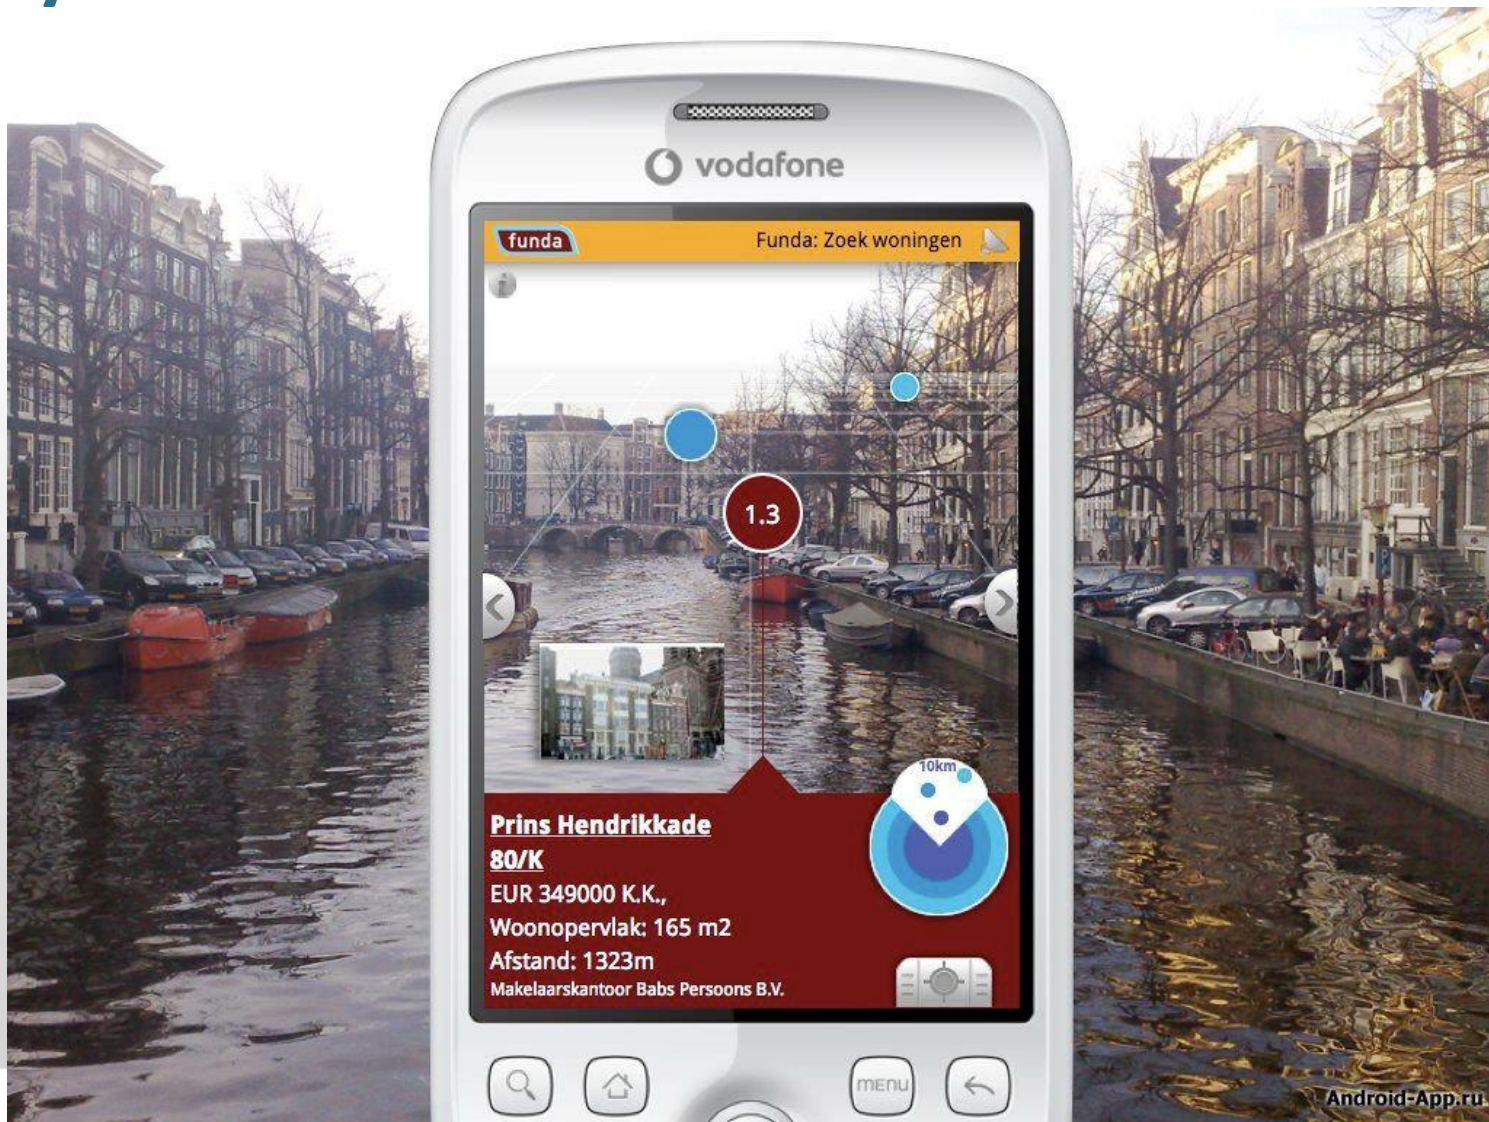 vodafone
funda
Funda: Zoek woningen
1.3
10km
Prins Hendrikkade
80/K
EUR 349000 K.K.,
Woonopervlak: 165 m2
Afstand: 1323m
Makelaarskantoor Babs Persoons B.V.
menu
Android-App.ru